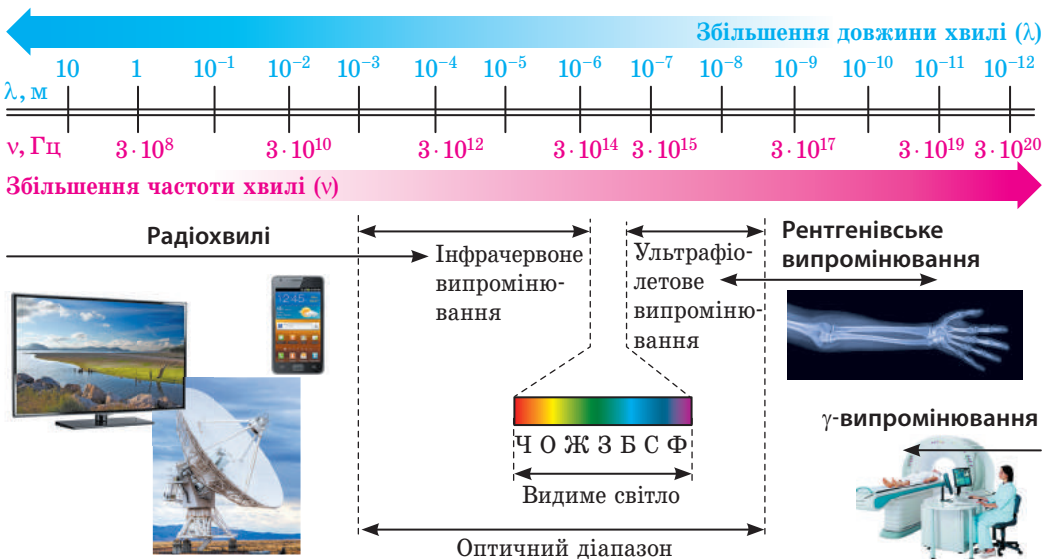 Збільшення довжини хвилі (λ)
10 1 10⁻¹ 10⁻² 10⁻³ 10⁻⁴ 10⁻⁵ 10⁻⁶ 10⁻⁷ 10⁻⁸ 10⁻⁹ 10⁻¹⁰ 10⁻¹¹ 10⁻¹²
λ, м
ν, Гц 3·10⁸ 3·10¹⁰ 3·10¹² 3·10¹⁴ 3·10¹⁵ 3·10¹⁷ 3·10¹⁹ 3·10²⁰
Збільшення частоти хвилі (ν)
Радіохвилі
Інфрачервоне
випроміню-
вання
Ультрафіо-
летове
випроміню-
вання
Рентгенівське
випромінювання
Ч О Ж З Б С Ф
Видиме світло
γ-випромінювання
Оптичний діапазон